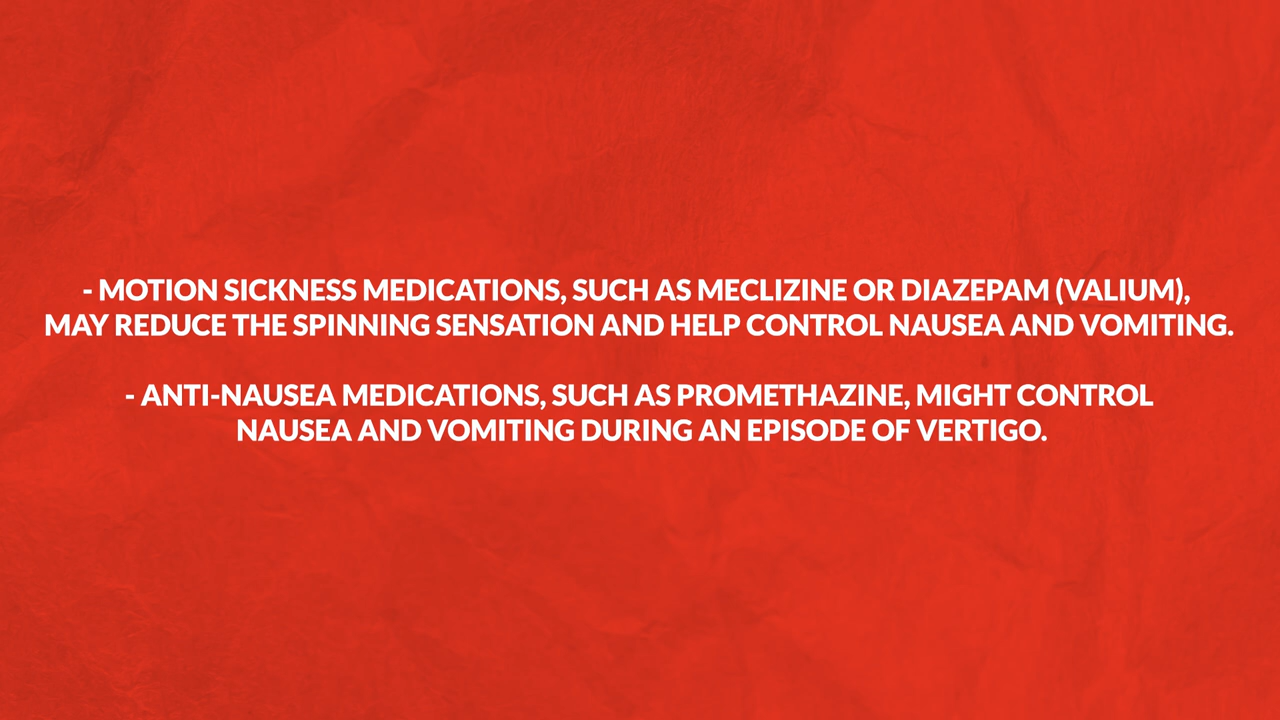 - MOTION SICKNESS MEDICATIONS, SUCH AS MECLIZINE OR DIAZEPAM (VALIUM),
MAY REDUCE THE SPINNING SENSATION AND HELP CONTROL NAUSEA AND VOMITING.
- ANTI-NAUSEA MEDICATIONS, SUCH AS PROMETHAZINE, MIGHT CONTROL
NAUSEA AND VOMITING DURING AN EPISODE OF VERTIGO.